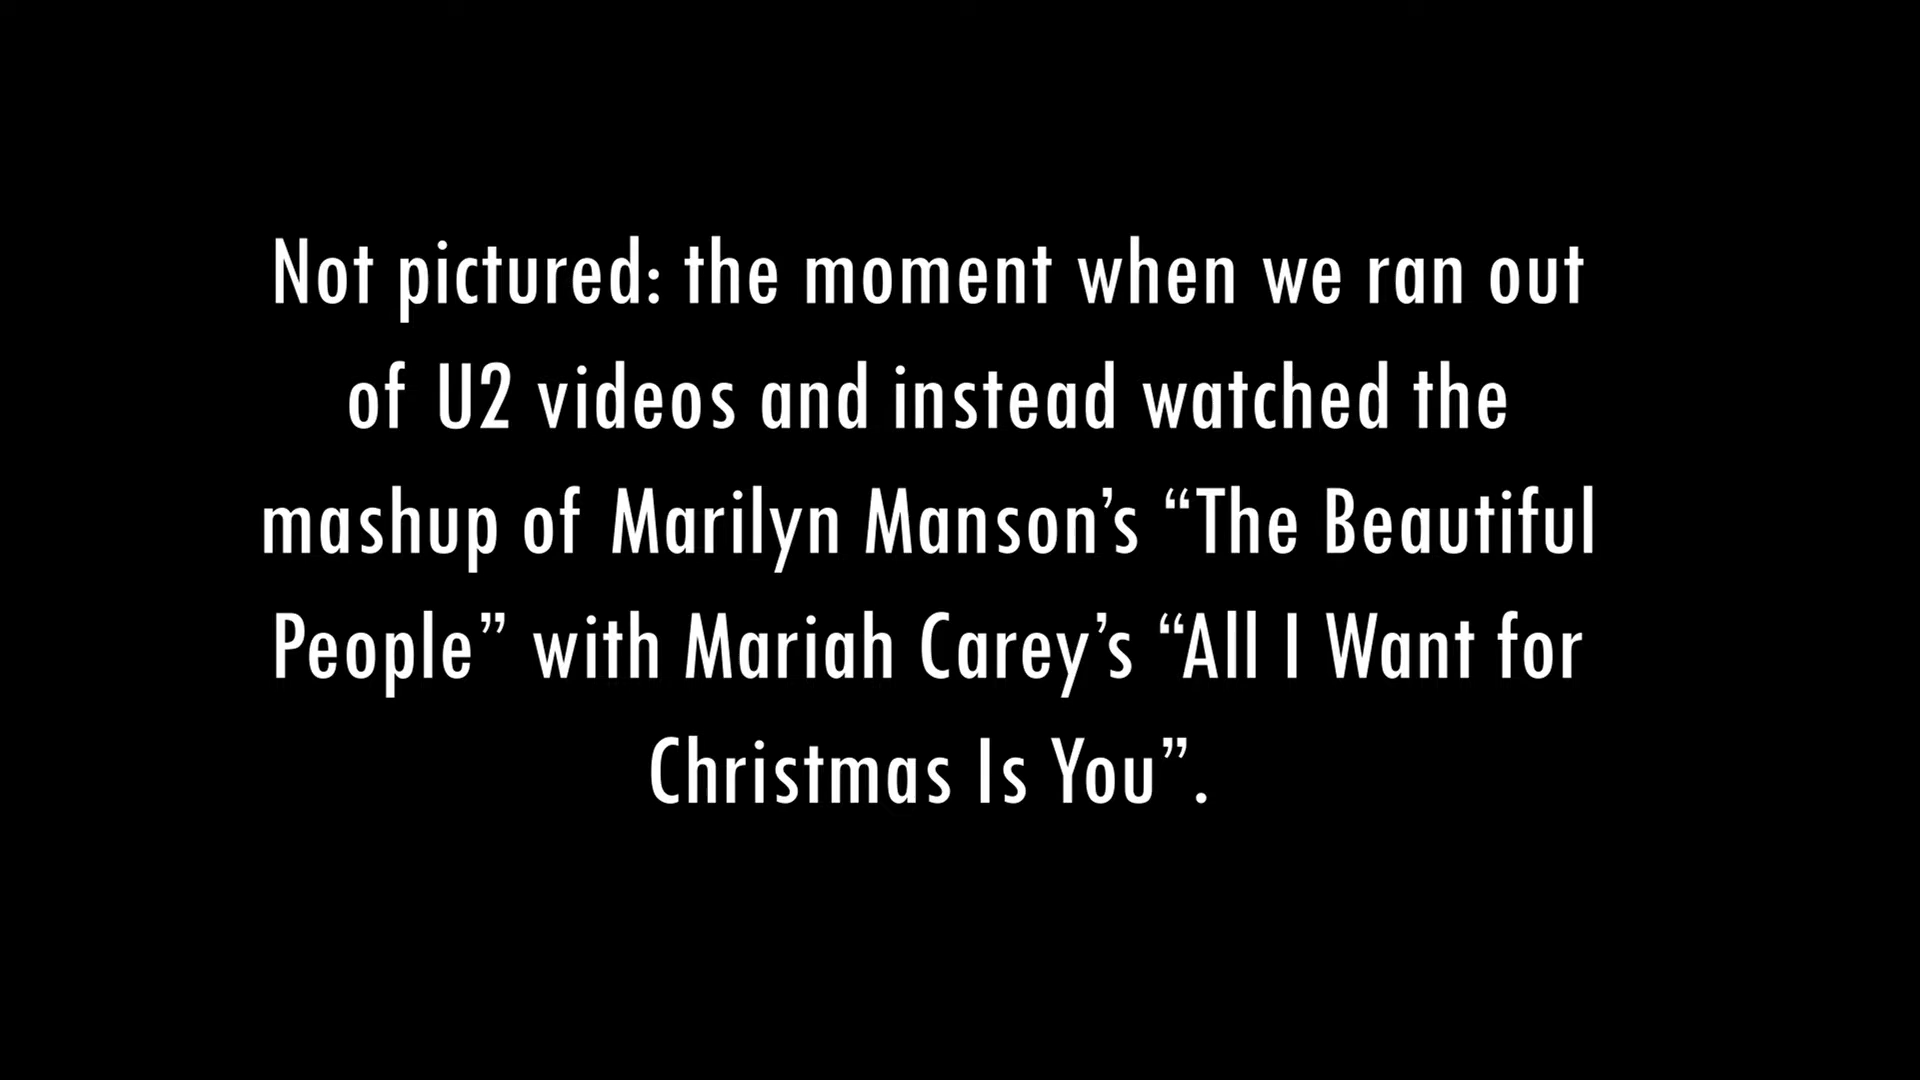 Not pictured: the moment when we ran out
of U2 videos and instead watched the
mashup of Marilyn Manson’s “The Beautiful
People” with Mariah Carey’s “All I Want for
Christmas Is You”.